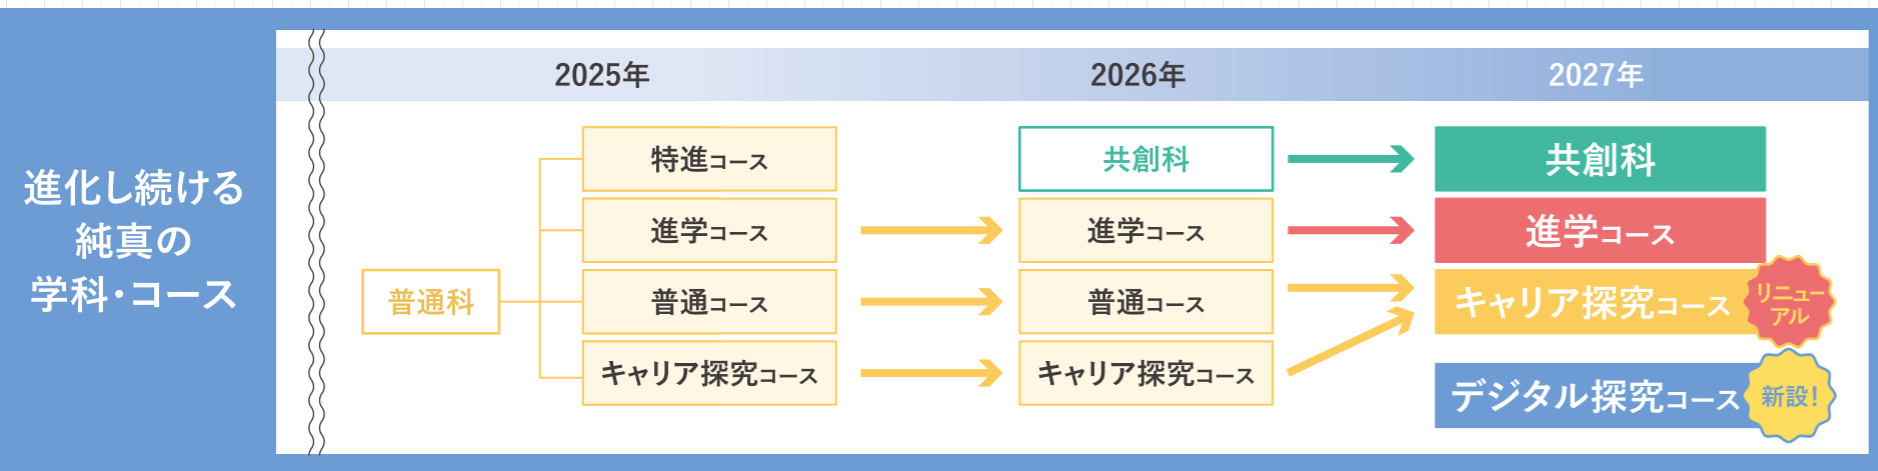 進化し続ける
純真の
学科・コース
2025年
2026年
2027年
普通科
特進コース
進学コース
普通コース
キャリア探究コース
共創科
進学コース
普通コース
キャリア探究コース
共創科
進学コース
キャリア探究コース
リニュー
アル
デジタル探究コース
新設!